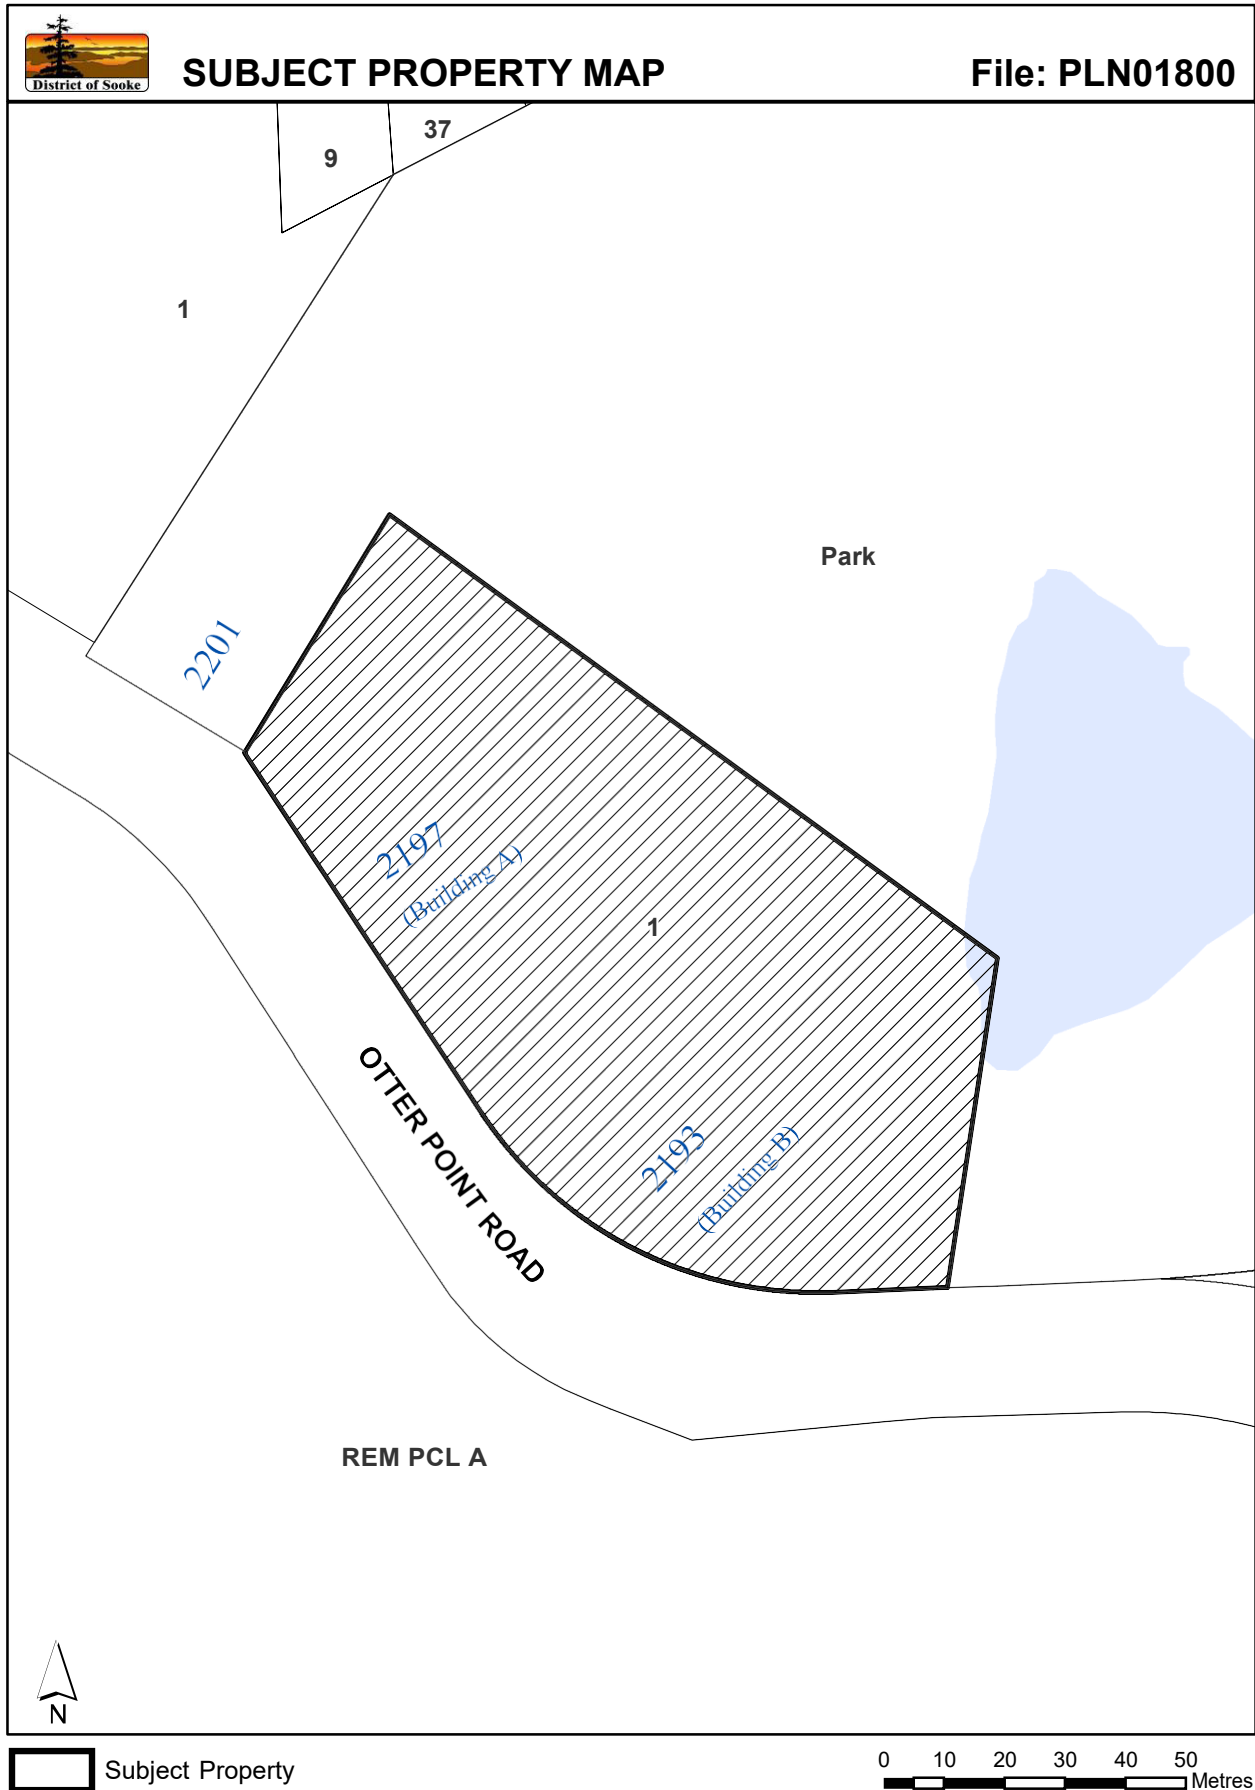 District of Sooke
SUBJECT PROPERTY MAP
File: PLN01800
37
9
1
Park
2201
2197
(Building A)
1
OTTER POINT ROAD
2193
(Building B)
REM PCL A
N
Subject Property
0 10 20 30 40 50
Metres